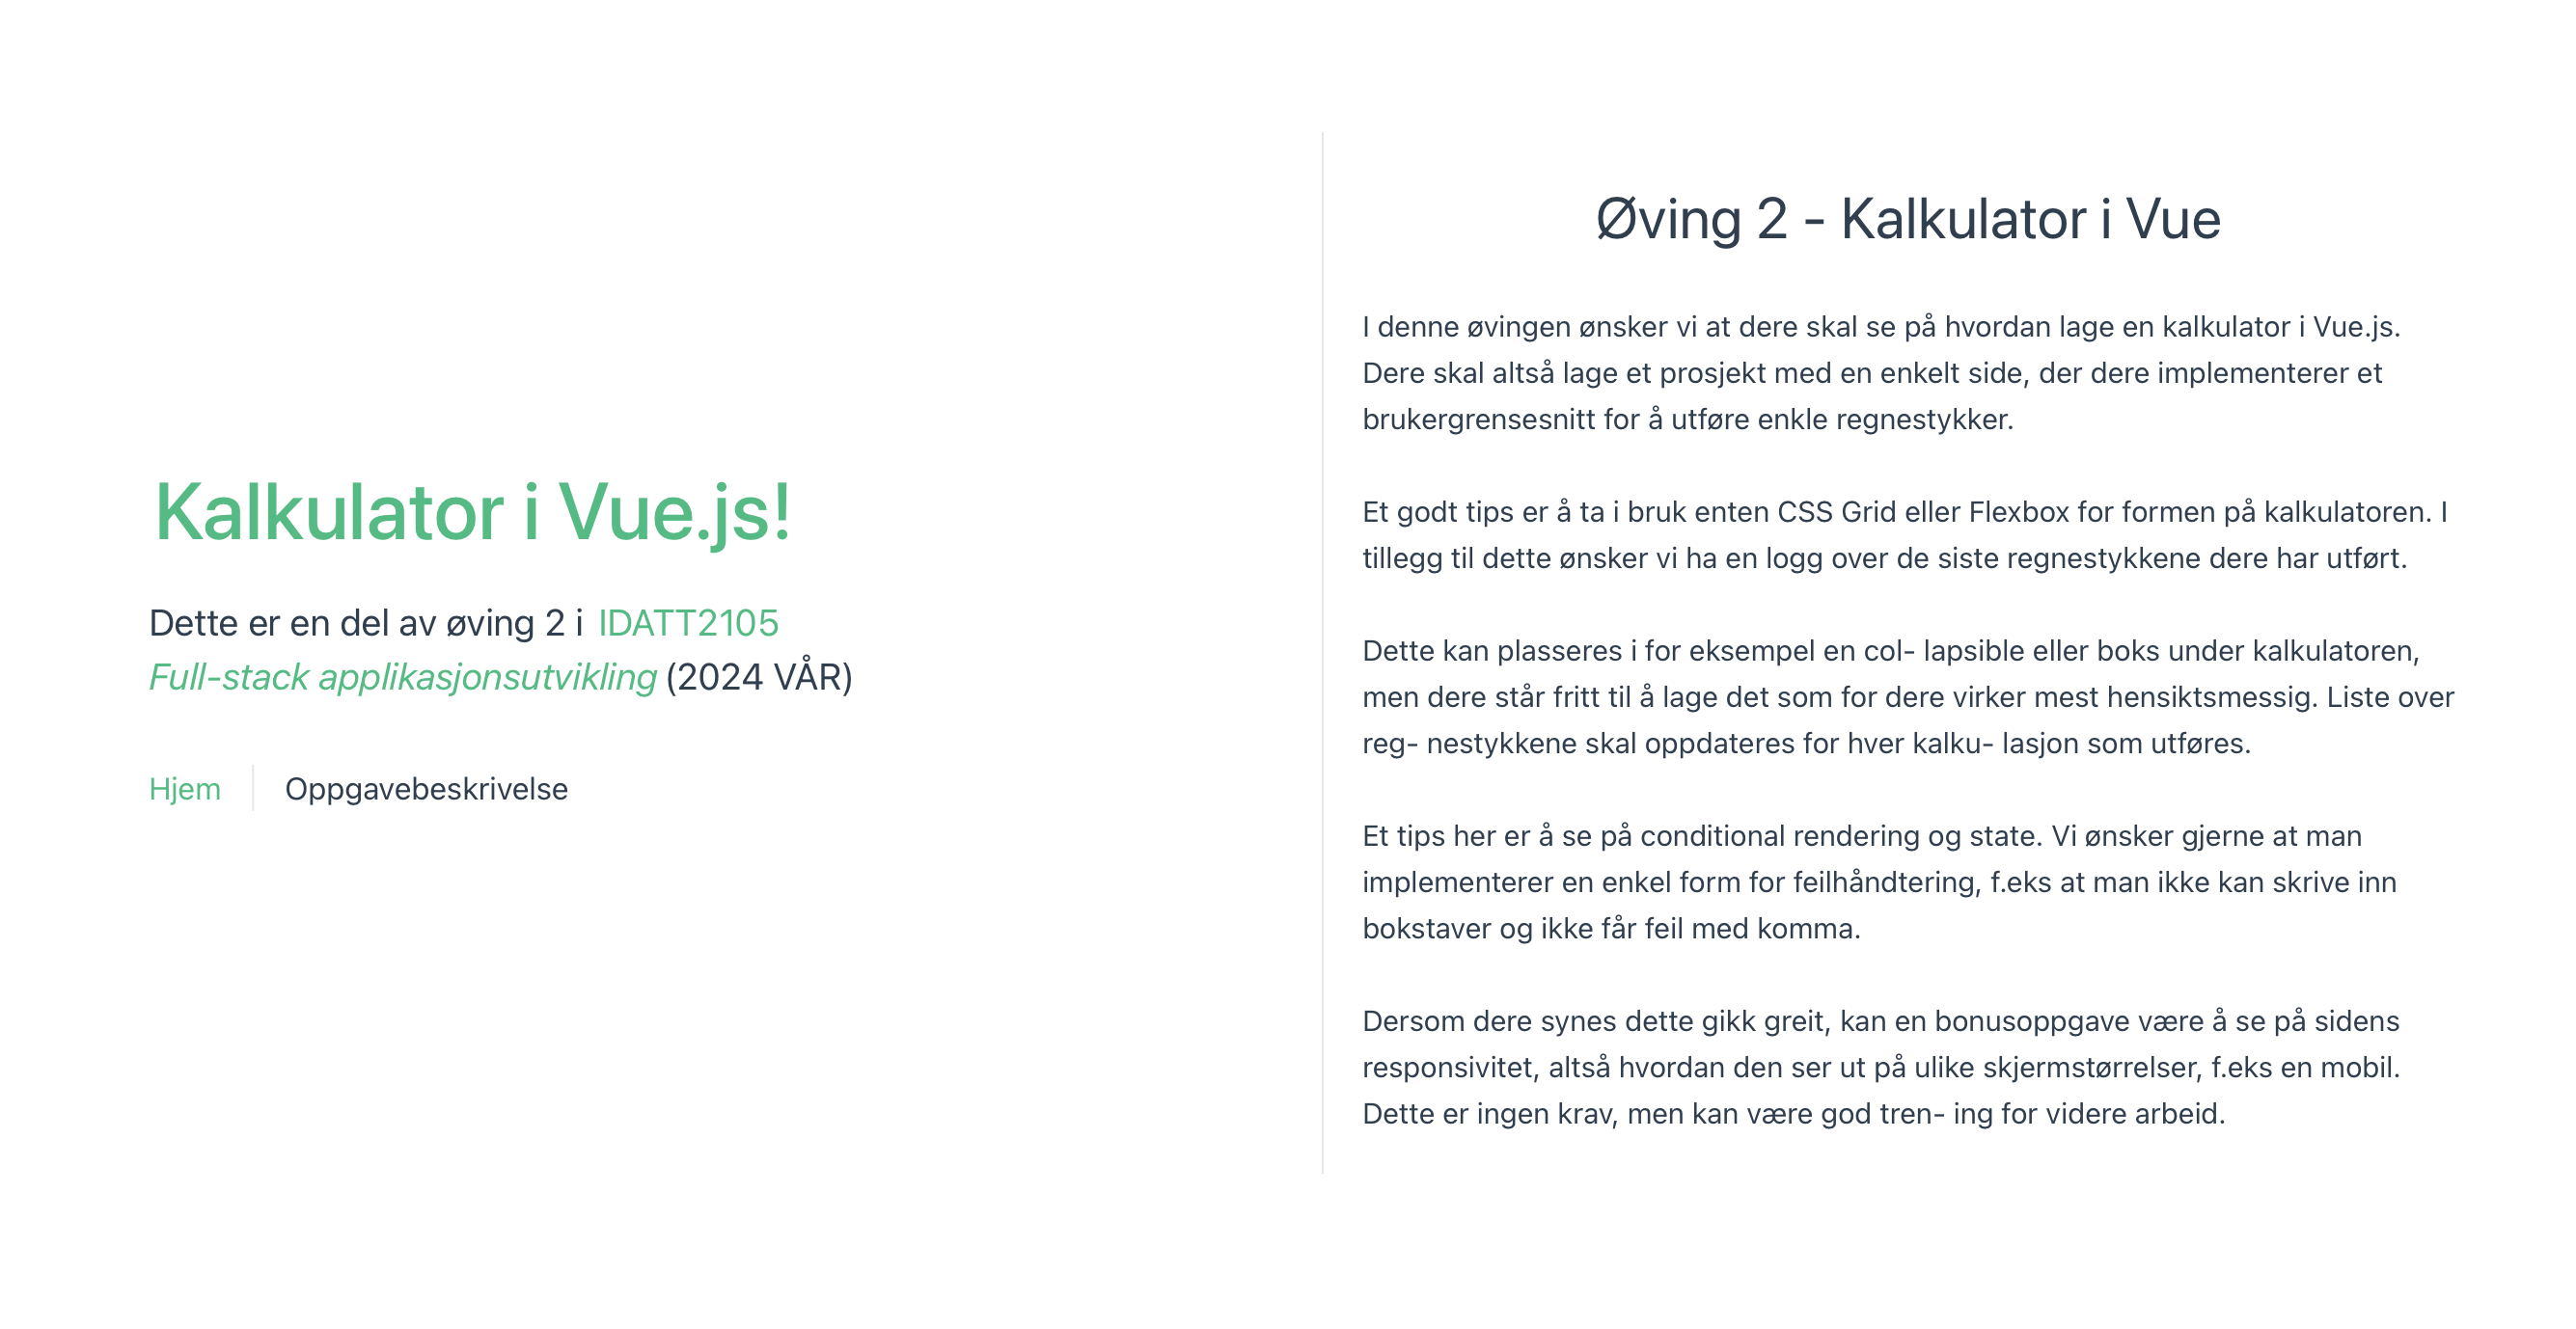 Kalkulator i Vue.js!
Dette er en del av øving 2 i IDATT2105
Full-stack applikasjonsutvikling (2024 VÅR)
Hjem
Oppgavebeskrivelse
Øving 2 - Kalkulator i Vue
I denne øvingen ønsker vi at dere skal se på hvordan lage en kalkulator i Vue.js.
Dere skal altså lage et prosjekt med en enkelt side, der dere implementerer et
brukergrensesnitt for å utføre enkle regnestykker.
Et godt tips er å ta i bruk enten CSS Grid eller Flexbox for formen på kalkulatoren. I
tillegg til dette ønsker vi ha en logg over de siste regnestykkene dere har utført.
Dette kan plasseres i for eksempel en col- lapsible eller boks under kalkulatoren,
men dere står fritt til å lage det som for dere virker mest hensiktsmessig. Liste over
reg- nestykkene skal oppdateres for hver kalku- lasjon som utføres.
Et tips her er å se på conditional rendering og state. Vi ønsker gjerne at man
implementerer en enkel form for feilhåndtering, f.eks at man ikke kan skrive inn
bokstaver og ikke får feil med komma.
Dersom dere synes dette gikk greit, kan en bonusoppgave være å se på sidens
responsivitet, altså hvordan den ser ut på ulike skjermstørrelser, f.eks en mobil.
Dette er ingen krav, men kan være god tren- ing for videre arbeid.